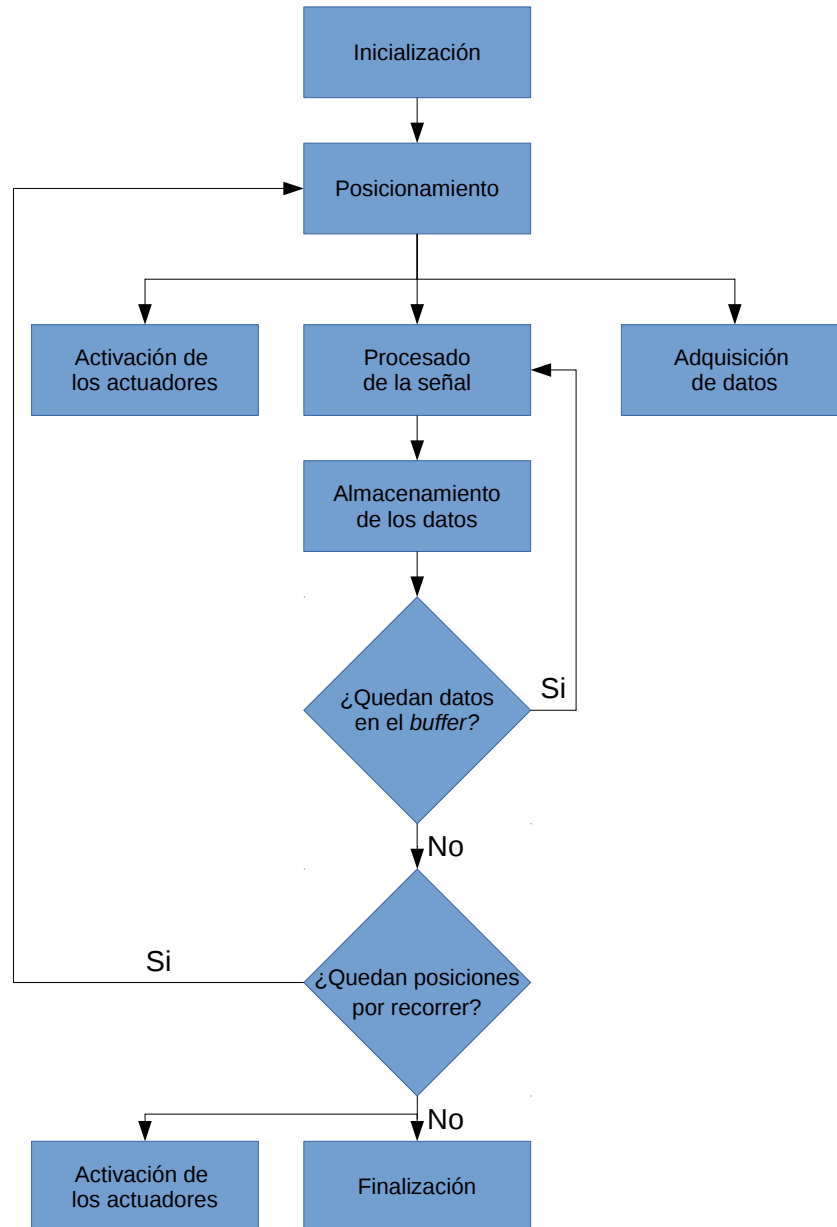 Inicialización
Posicionamiento
Activación de
los actuadores
Procesado
de la señal
Adquisición
de datos
Almacenamiento
de los datos
¿Quedan datos
en el buffer?
Si
No
¿Quedan posiciones
por recorrer?
Si
No
Activación de
los actuadores
Finalización